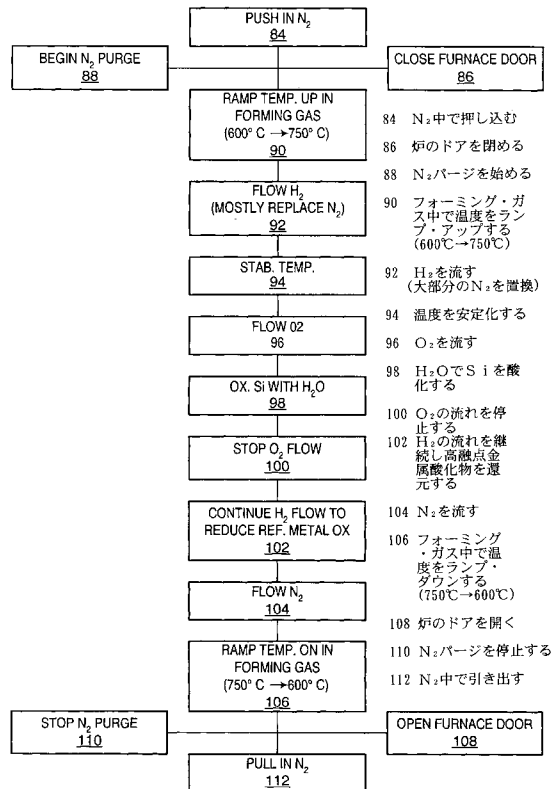 PUSH IN N₂
84
BEGIN N₂ PURGE
88
CLOSE FURNACE DOOR
86
RAMP TEMP. UP IN
FORMING GAS
(600° C →750° C)
90
FLOW H₂
(MOSTLY REPLACE N₂)
92
STAB. TEMP.
94
FLOW 02
96
OX. Si WITH H₂O
98
STOP O₂ FLOW
100
CONTINUE H₂ FLOW TO
REDUCE REF. METAL OX
102
FLOW N₂
104
RAMP TEMP. ON IN
FORMING GAS
(750° C →600° C)
106
STOP N₂ PURGE
110
OPEN FURNACE DOOR
108
PULL IN N₂
112
84 N₂中で押し込む
86 炉のドアを閉める
88 N₂パージを始める
90 フォーミング・ガ
ス中で温度をラン
プ・アップする
(600℃→750℃)
92 H₂を流す
(大部分のN₂を置換)
94 温度を安定化する
96 O₂を流す
98 H₂OでSiを酸
化する
100 O₂の流れを停
止する
102 H₂の流れを継
続し高融点金
属酸化物を還
元する
104 N₂を流す
106 フォーミング
・ガス中で温
度をランプ・
ダウンする
(750℃→600℃)
108 炉のドアを開く
110 N₂パージを停止する
112 N₂中で引き出す